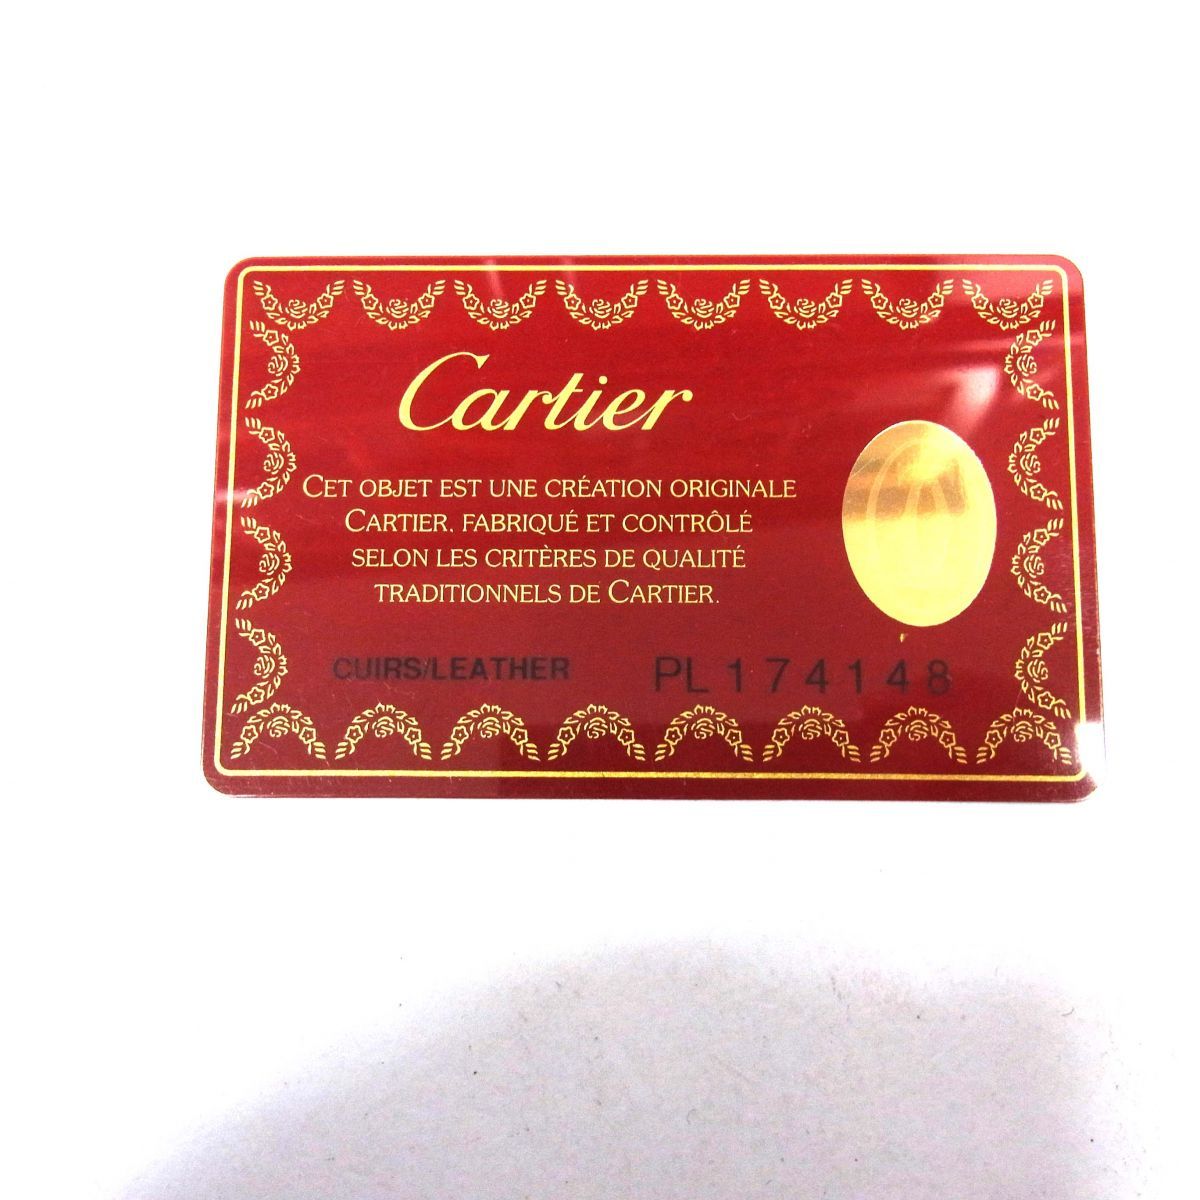 Cartier
CET OBJET EST UNE CRÉATION ORIGINALE
CARTIER, FABRIQUÉ ET CONTRÔLÉ
SELON LES CRITÈRES DE QUALITÉ
TRADITIONNELS DE CARTIER.
CUIRS/LEATHER PL 174148